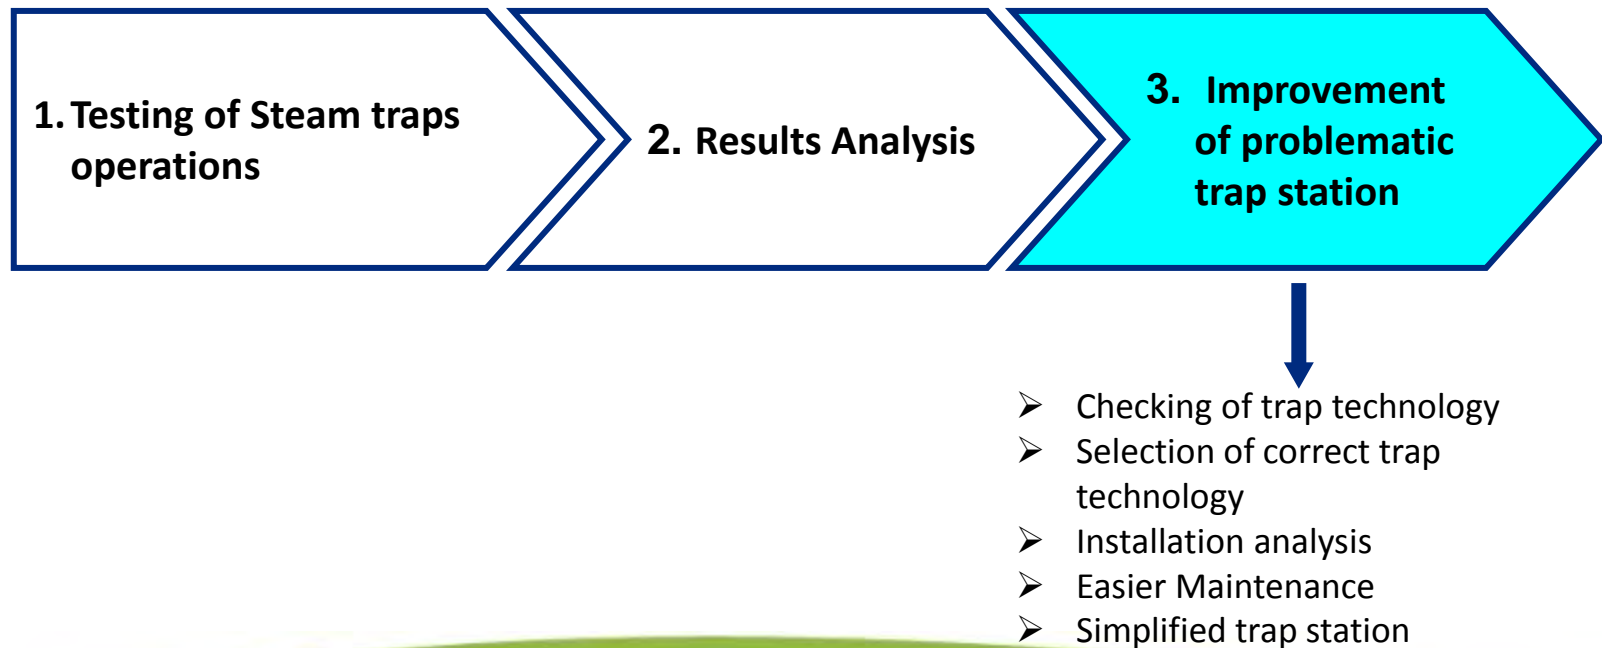 1. Testing of Steam traps
operations
2. Results Analysis
3. Improvement
of problematic
trap station
➢ Checking of trap technology
➢ Selection of correct trap
technology
➢ Installation analysis
➢ Easier Maintenance
➢ Simplified trap station